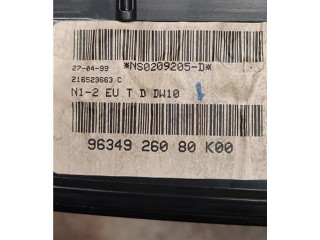 27-04-99 *NS0209205-D*
216523663 C
N1-2 EU T D DW10
96349 260 80 K00